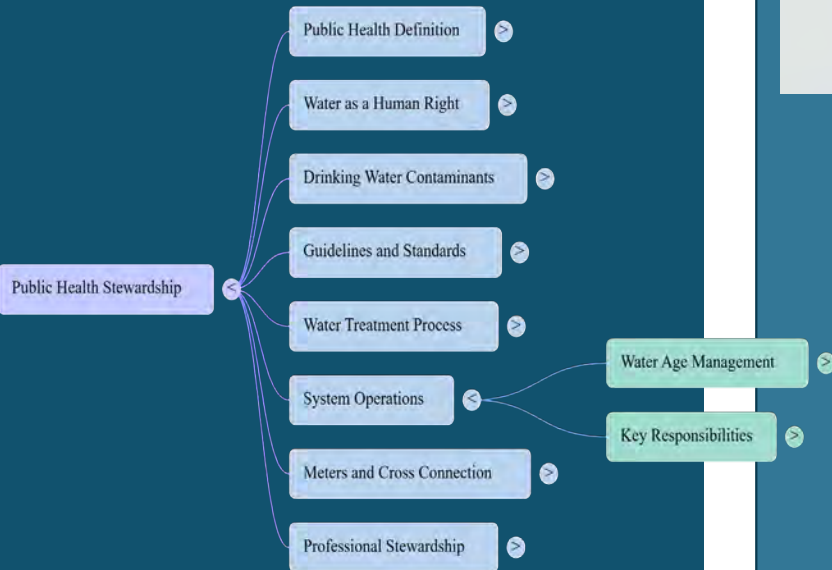 Public Health Definition
>
Water as a Human Right
>
Drinking Water Contaminants
>
Guidelines and Standards
>
Public Health Stewardship
<
Water Treatment Process
>
System Operations
<
Water Age Management
>
Key Responsibilities
>
Meters and Cross Connection
>
Professional Stewardship
>